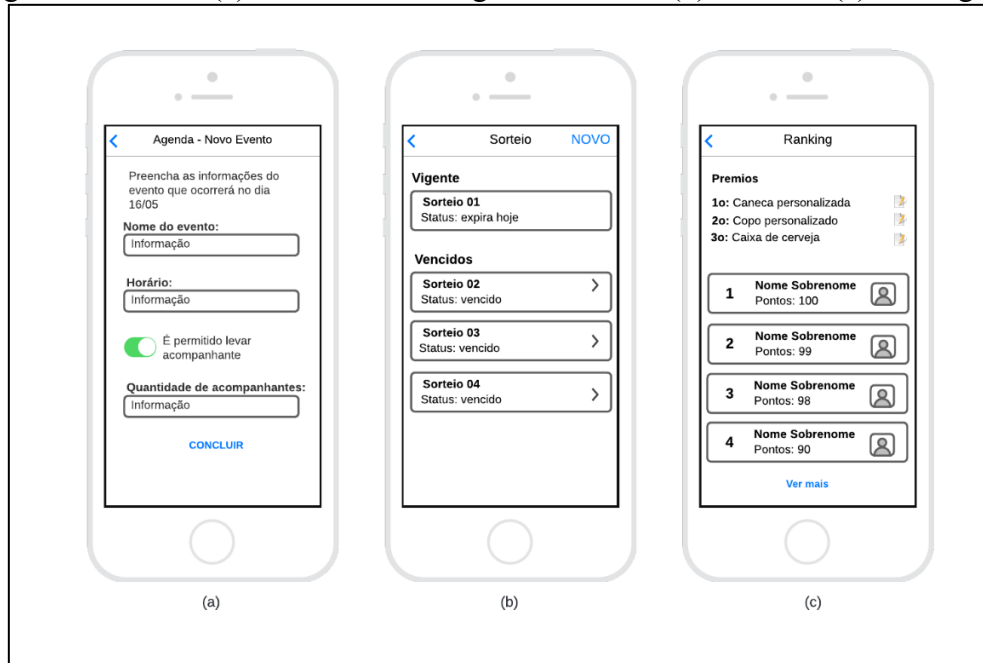 Agenda - Novo Evento
Preencha as informações do
evento que ocorrerá no dia
16/05
Nome do evento:
Informação
Horário:
Informação
É permitido levar
acompanhante
Quantidade de acompanhantes:
Informação
CONCLUIR
(a)
Sorteio
NOVO
Vigente
Sorteio 01
Status: expira hoje
Vencidos
Sorteio 02
Status: vencido
Sorteio 03
Status: vencido
Sorteio 04
Status: vencido
(b)
Ranking
Premios
1o: Caneca personalizada
2o: Copo personalizado
3o: Caixa de cerveja
1
Nome Sobrenome
Pontos: 100
2
Nome Sobrenome
Pontos: 99
3
Nome Sobrenome
Pontos: 98
4
Nome Sobrenome
Pontos: 90
Ver mais
(c)